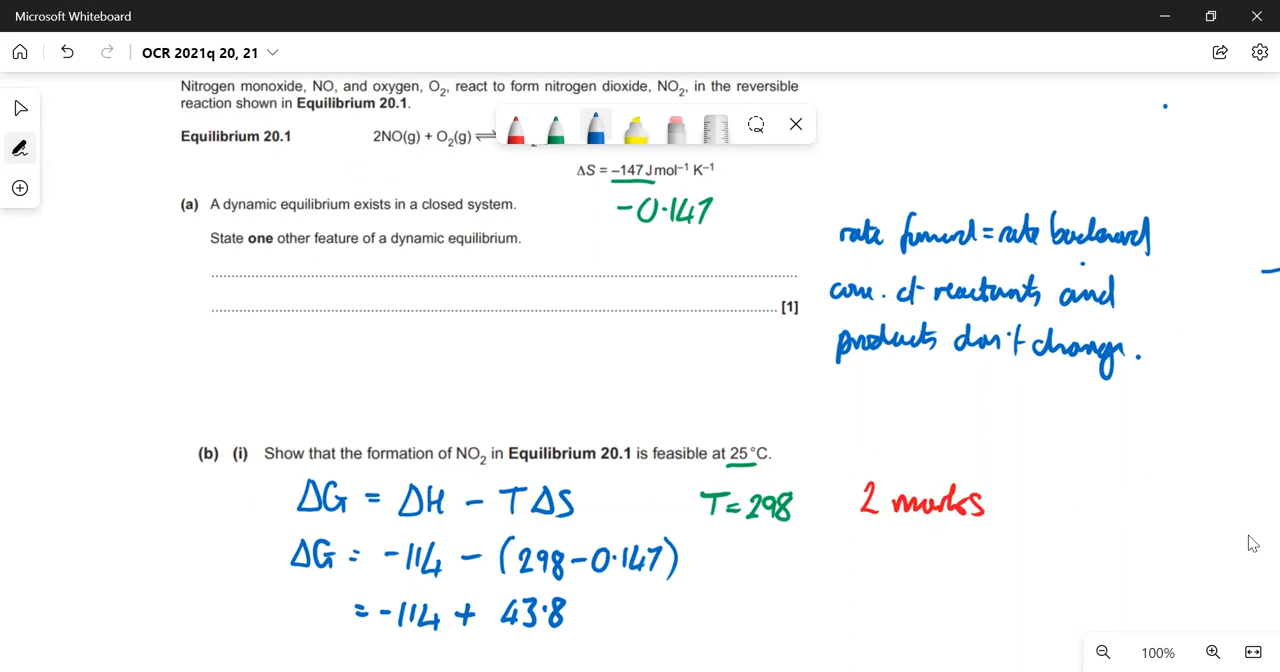 Microsoft Whiteboard
OCR 2021q 20, 21
Nitrogen monoxide, NO, and oxygen, O₂, react to form nitrogen dioxide, NO₂, in the reversible
reaction shown in Equilibrium 20.1.
Equilibrium 20.1 2NO(g) + O₂(g) ⇌
ΔS = −147 J mol⁻¹ K⁻¹
-0.147
(a) A dynamic equilibrium exists in a closed system.
State one other feature of a dynamic equilibrium.
[1]
rate forward = rate backward
conc. of reactants and
products don't change.
(b) (i) Show that the formation of NO₂ in Equilibrium 20.1 is feasible at 25 °C.
ΔG = ΔH - TΔS
T = 298
2 marks
ΔG = -114 - (298 - 0.147)
= -114 + 43.8
100%